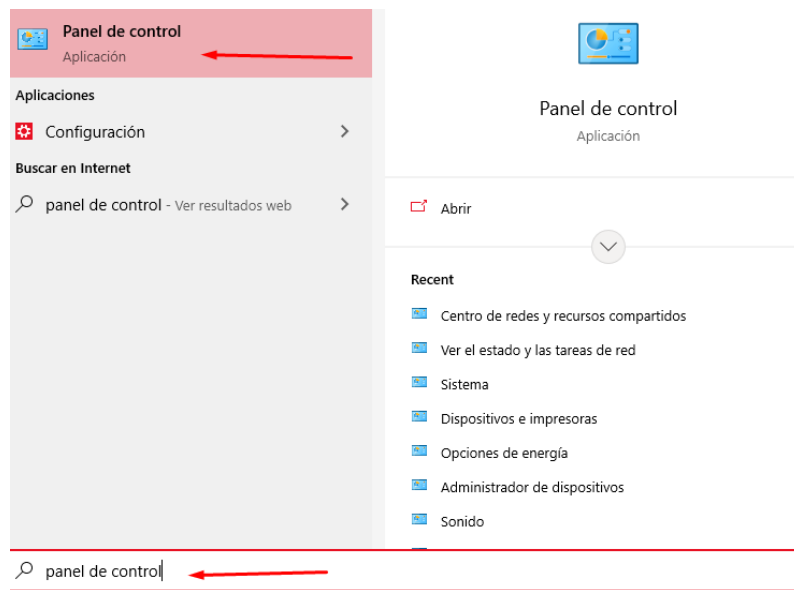 Panel de control
Aplicación
Aplicaciones
Configuración
Buscar en Internet
panel de control - Ver resultados web
Panel de control
Aplicación
Abrir
Recent
Centro de redes y recursos compartidos
Ver el estado y las tareas de red
Sistema
Dispositivos e impresoras
Opciones de energía
Administrador de dispositivos
Sonido
panel de control